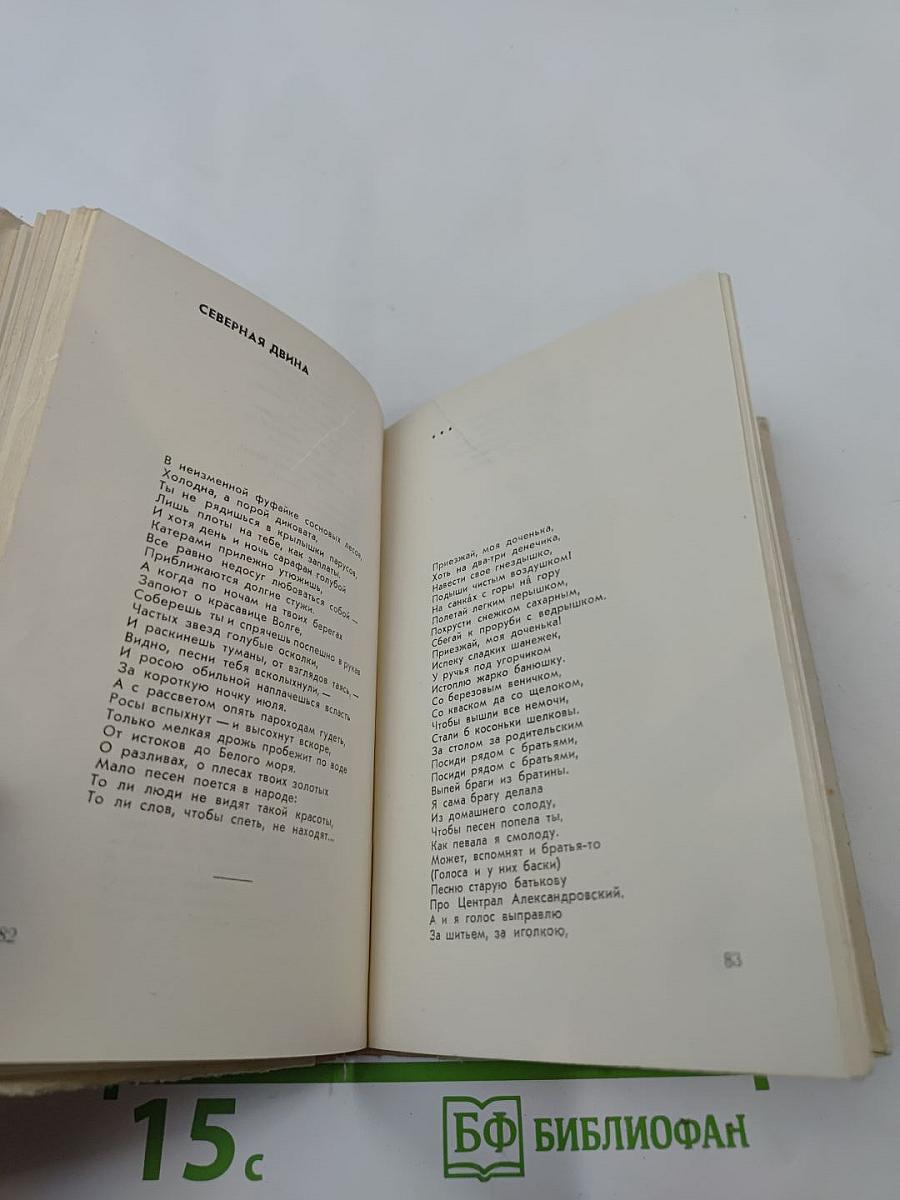 СЕВЕРНАЯ ДВИНА
В неизменной фуфайке сосновых лесов,
Холодна, а порой диковата,
Ты не рядишься в крылышки парусов,
Лишь плоты на тебе, как заплаты.
И хотя день и ночь сарафан голубой
Катерами прилежно утюжишь,
Все равно недосуг любоваться собой —
Приближаются долгие стужи.
А когда по ночам на твоих берегах
Запоют о красавице Волге,
Соберешь ты и спрячешь поспешно в рукав
Частых звезд голубые осколки,
И раскинешь туманы, от взглядов таясь, —
Видно, песни тебя всколыхнули, —
И росою обильной наплачешься всласть
За короткую ночку июля.
А с рассветом опять пароходам гудеть,
Росы вспыхнут — и высохнут вскоре,
Только мелкая дрожь пробежит по воде
От истоков до Белого моря.
О разливах, о плесах твоих золотых
Мало песен поется в народе:
То ли люди не видят такой красоты,
То ли слов, чтобы спеть, не находят...
82
...
Приезжай, моя доченька,
Хоть на два-три денечика,
Навести свое гнездышко,
Подыши чистым воздушком!
На санка́х с горы на́ гору
Полетай легким перышком,
Похрусти снежком сахарным,
Сбегай к проруби с ведрышком.
Приезжай, моя доченька!
Испеку сладких шанежек,
У ручья под угорчиком
Истоплю жарко банюшку.
Со березовым веничком,
Со кваском да со щелоком,
Чтобы вышли все немочи,
Стали б косоньки шелковы.
За столом за родительским
Посиди рядом с братьями,
Посиди рядом с братьями,
Выпей браги из братины.
Я сама брагу делала
Из домашнего солоду,
Чтобы песен попела ты,
Как певала я смолоду.
Может, вспомнят и братья-то
(Голоса и у них баски)
Песню старую батькову
Про Централ Александровский.
А и я голос выправлю
За шитьем, за иголкою,
83
15 с
БФ БИБЛИОФАН